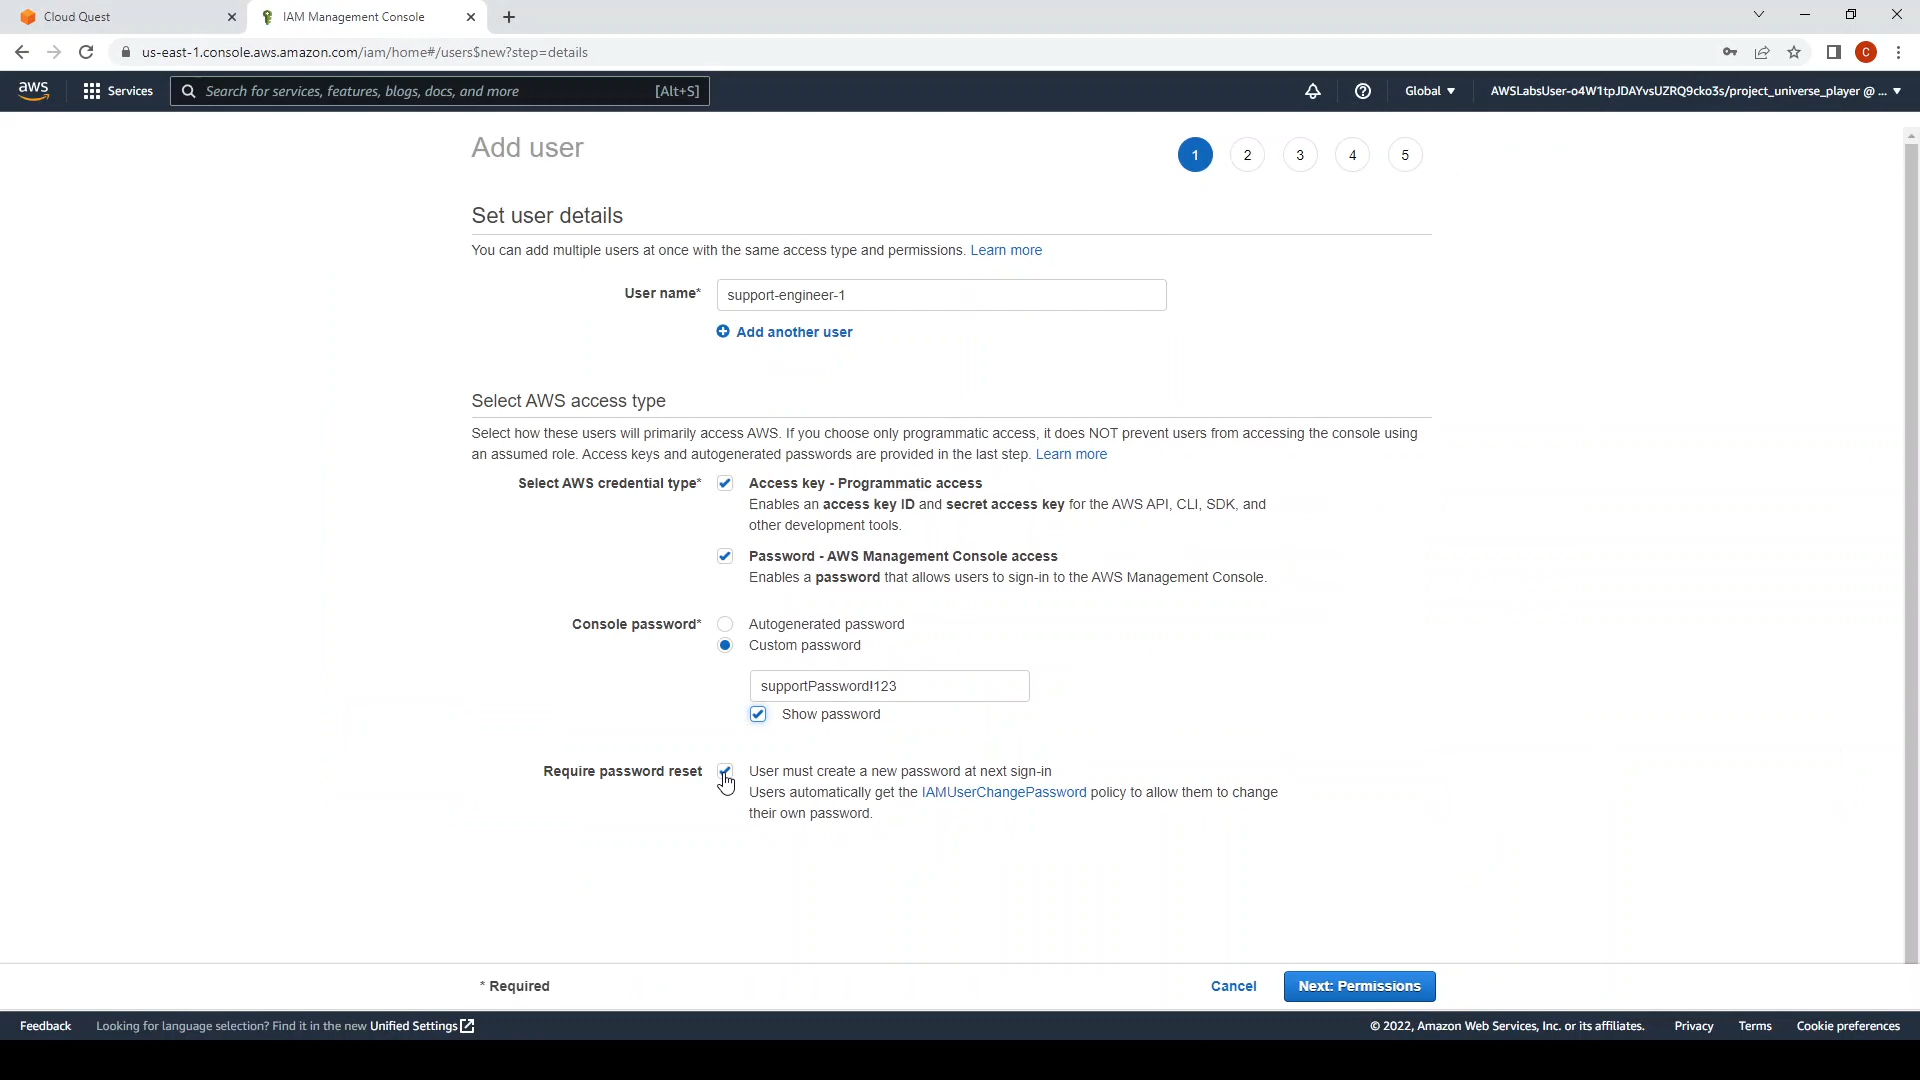 Cloud Quest
IAM Management Console
us-east-1.console.aws.amazon.com/iam/home#/users$new?step=details
C
aws
Services
Search for services, features, blogs, docs, and more
[Alt+S]
Global
AWSLabsUser-o4W1tpJDAYvsUZRQ9cko3s/project_universe_player @ ...
Add user
1
2
3
4
5
Set user details
You can add multiple users at once with the same access type and permissions. Learn more
User name*
support-engineer-1
Add another user
Select AWS access type
Select how these users will primarily access AWS. If you choose only programmatic access, it does NOT prevent users from accessing the console using
an assumed role. Access keys and autogenerated passwords are provided in the last step. Learn more
Select AWS credential type*
Access key - Programmatic access
Enables an access key ID and secret access key for the AWS API, CLI, SDK, and
other development tools.
Password - AWS Management Console access
Enables a password that allows users to sign-in to the AWS Management Console.
Console password*
Autogenerated password
Custom password
supportPassword!123
Show password
Require password reset
User must create a new password at next sign-in
Users automatically get the IAMUserChangePassword policy to allow them to change
their own password.
* Required
Cancel
Next: Permissions
Feedback
Looking for language selection? Find it in the new Unified Settings
© 2022, Amazon Web Services, Inc. or its affiliates.
Privacy
Terms
Cookie preferences